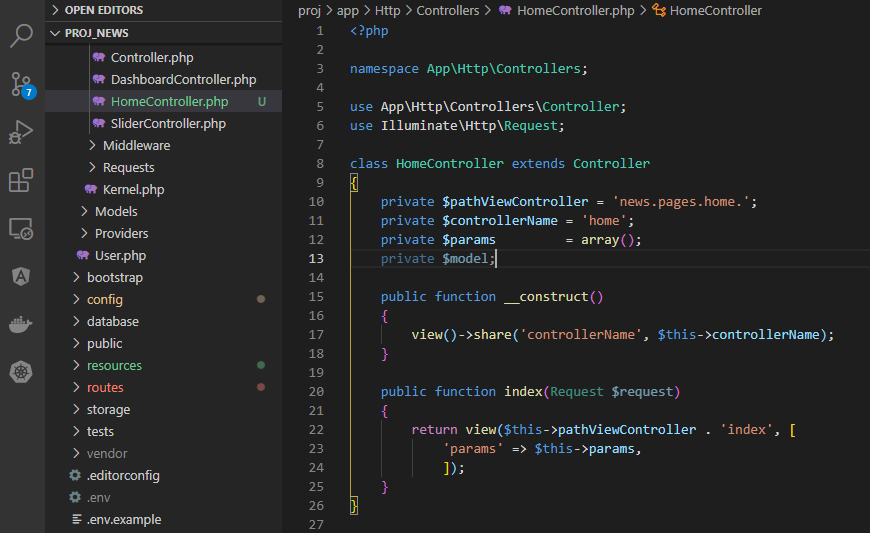 OPEN EDITORS
PROJ_NEWS
Controller.php
DashboardController.php
HomeController.php U
SliderController.php
Middleware
Requests
Kernel.php
Models
Providers
User.php
bootstrap
config
database
public
resources
routes
storage
tests
vendor
.editorconfig
.env
.env.example
7
proj > app > Http > Controllers > HomeController.php > HomeController
1 <?php
2
3 namespace App\Http\Controllers;
4
5 use App\Http\Controllers\Controller;
6 use Illuminate\Http\Request;
7
8 class HomeController extends Controller
9 {
10     private $pathViewController = 'news.pages.home.';
11     private $controllerName = 'home';
12     private $params         = array();
13     private $model;
14
15     public function __construct()
16     {
17         view()->share('controllerName', $this->controllerName);
18     }
19
20     public function index(Request $request)
21     {
22         return view($this->pathViewController . 'index', [
23             'params' => $this->params,
24             ]);
25     }
26 }
27